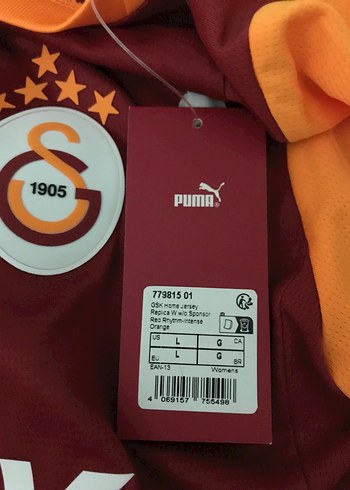 1905
PUMA
779815 01
GSK Home Jersey
Replica W w/o Sponsor
Red Rhythm-Intense
Orange
US L G CA
EU L G BR
EAN-13 Womens
4 069157 755498